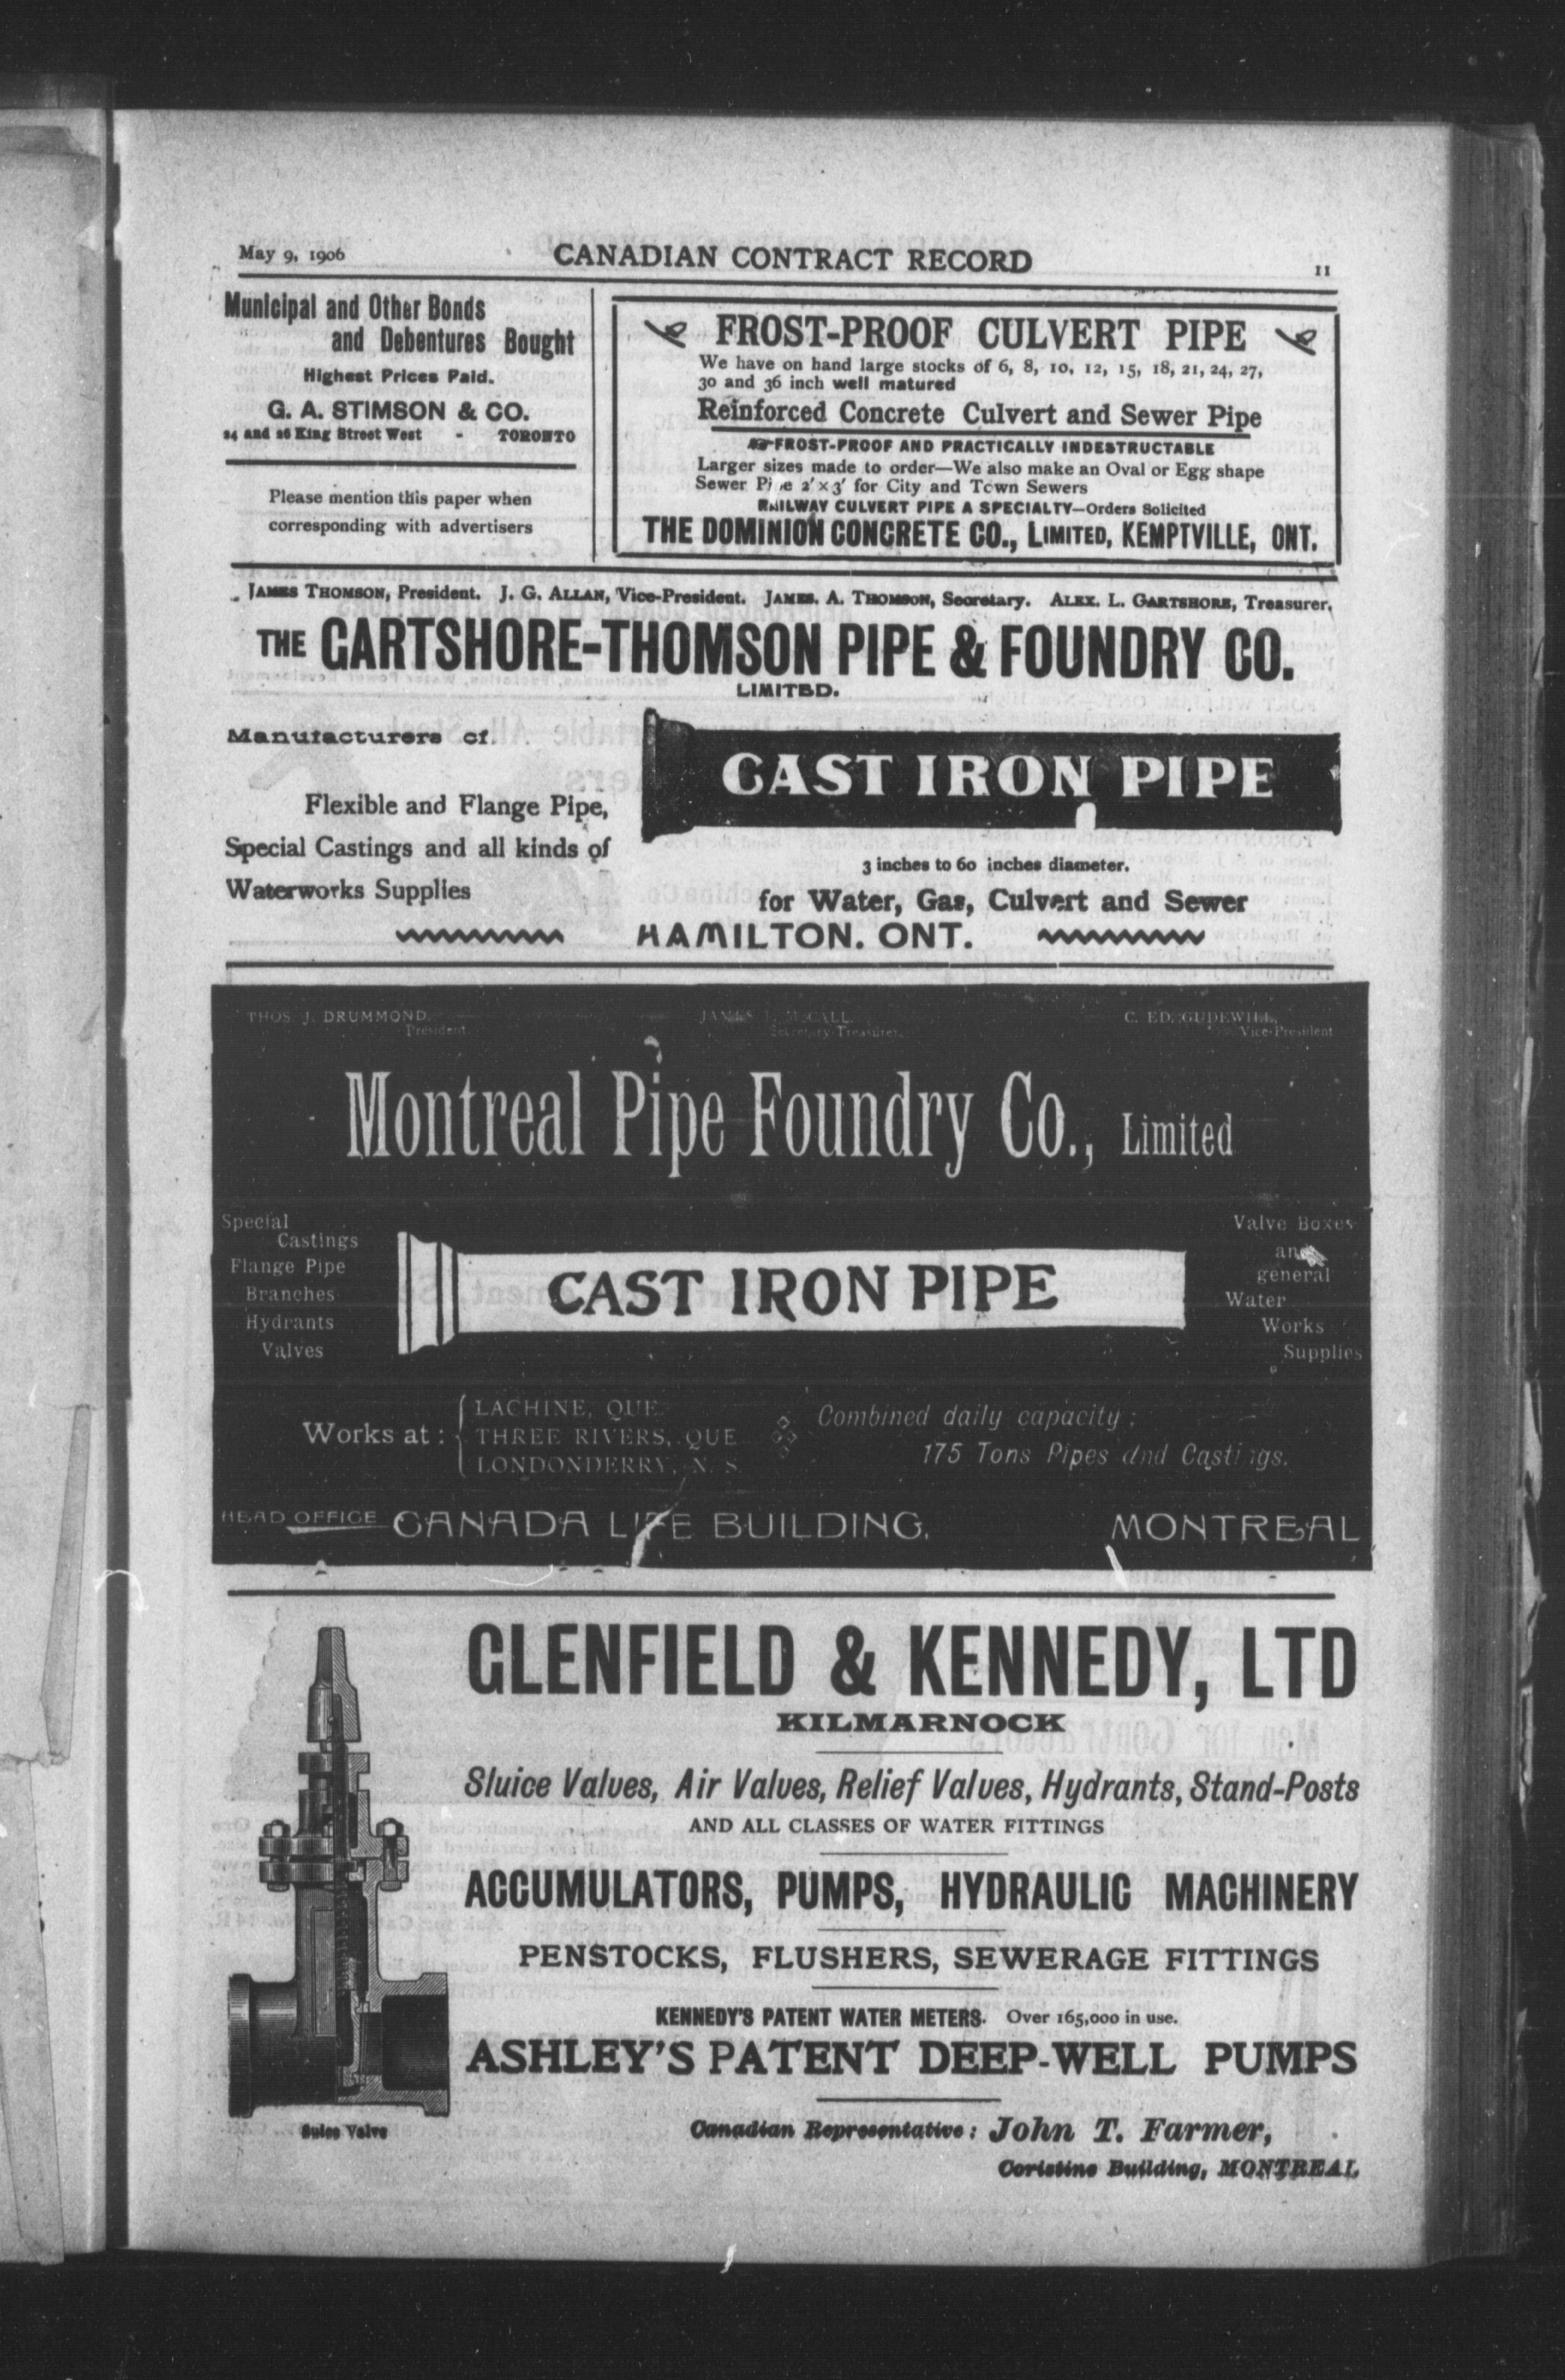 May 9, 1906
CANADIAN CONTRACT RECORD
11
Municipal and Other Bonds
and Debentures Bought
Highest Prices Paid.
G. A. STIMSON & CO.
24 and 26 King Street West - TORONTO
Please mention this paper when
corresponding with advertisers
FROST-PROOF CULVERT PIPE
We have on hand large stocks of 6, 8, 10, 12, 15, 18, 21, 24, 27,
30 and 36 inch well matured
Reinforced Concrete Culvert and Sewer Pipe
FROST-PROOF AND PRACTICALLY INDESTRUCTABLE
Larger sizes made to order—We also make an Oval or Egg shape
Sewer Pipe 2'×3' for City and Town Sewers
RAILWAY CULVERT PIPE A SPECIALTY—Orders Solicited
THE DOMINION CONCRETE CO., LIMITED, KEMPTVILLE, ONT.
JAMES THOMSON, President. J. G. ALLAN, Vice-President. JAMES. A. THOMSON, Secretary. ALEX. L. GARTSHORE, Treasurer.
THE GARTSHORE-THOMSON PIPE & FOUNDRY CO.
LIMITED.
Manufacturers of
Flexible and Flange Pipe,
Special Castings and all kinds of
Waterworks Supplies
CAST IRON PIPE
3 inches to 60 inches diameter.
for Water, Gas, Culvert and Sewer
HAMILTON. ONT.
THOS. J. DRUMMOND.
President
JAMES T. McCALL.
Secretary-Treasurer
C. ED. GUDEWILL,
Vice-President
Montreal Pipe Foundry Co., Limited
Special
Castings
Flange Pipe
Branches
Hydrants
Valves
CAST IRON PIPE
Valve Boxes
and
general
Water
Works
Supplies
Works at :
LACHINE, QUE.
THREE RIVERS, QUE
LONDONDERRY, N. S.
Combined daily capacity :
175 Tons Pipes and Castings.
HEAD OFFICE CANADA LIFE BUILDING, MONTREAL
GLENFIELD & KENNEDY, LTD
KILMARNOCK
Sluice Valves, Air Valves, Relief Valves, Hydrants, Stand-Posts
AND ALL CLASSES OF WATER FITTINGS
ACCUMULATORS, PUMPS, HYDRAULIC MACHINERY
PENSTOCKS, FLUSHERS, SEWERAGE FITTINGS
KENNEDY'S PATENT WATER METERS. Over 165,000 in use.
ASHLEY'S PATENT DEEP-WELL PUMPS
Canadian Representative: John T. Farmer,
Coristine Building, MONTREAL
Valve